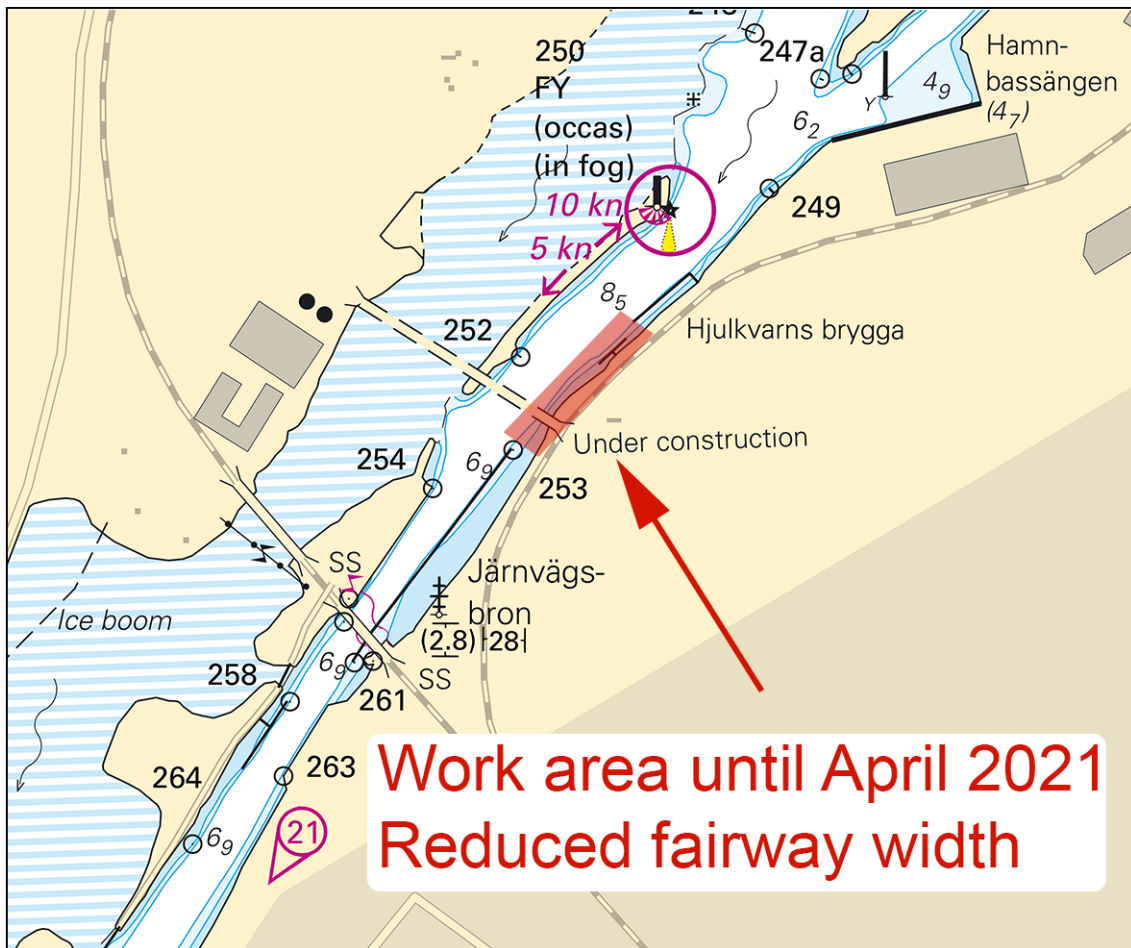 247a
Hamn-
bassängen
(4₇)
4₉
6₂
Y
250
FY
(occas)
(in fog)
10 kn
5 kn
249
8₅
252
Hjulkvarns brygga
Under construction
254
6₉
253
SS
Järnvägs-
bron
(2.8) 28
Ice boom
6₉
SS
258
261
264
263
6₉
21
Work area until April 2021
Reduced fairway width